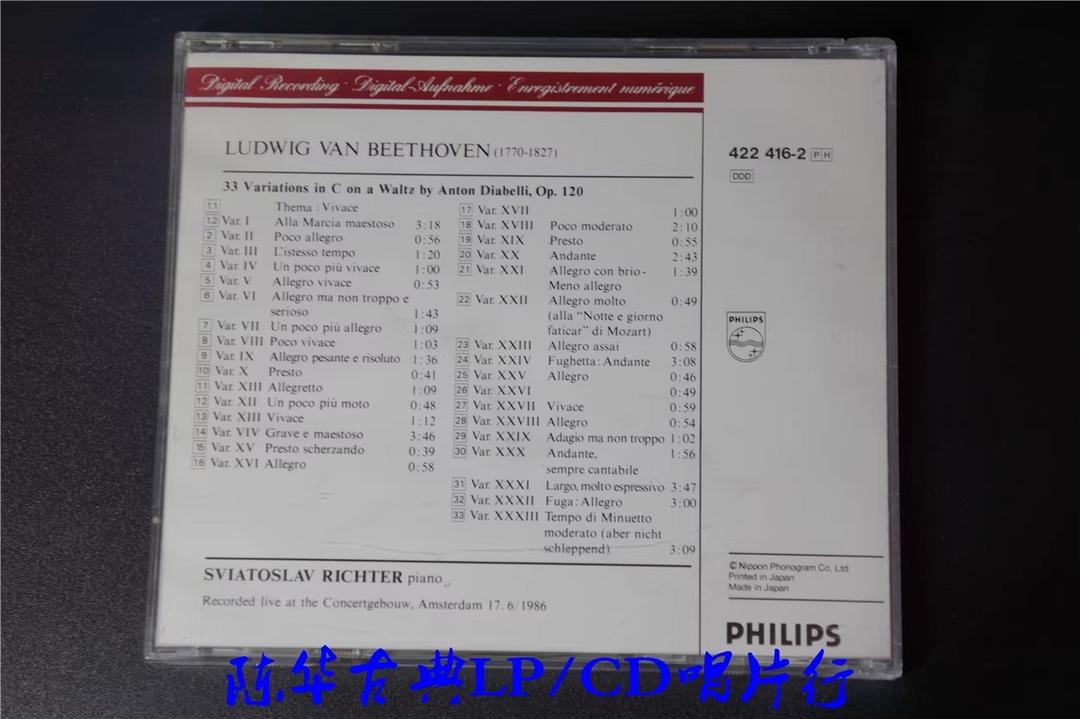 Digital Recording · Digital-Aufnahme · Enregistrement numérique
LUDWIG VAN BEETHOVEN (1770-1827)
33 Variations in C on a Waltz by Anton Diabelli, Op. 120
1.1 Thema : Vivace
1.2 Var. I Alla Marcia maestoso 3:18
2 Var. II Poco allegro 0:56
3 Var. III L'istesso tempo 1:20
4 Var. IV Un poco più vivace 1:00
5 Var. V Allegro vivace 0:53
6 Var. VI Allegro ma non troppo e
serioso 1:43
7 Var. VII Un poco più allegro 1:09
8 Var. VIII Poco vivace 1:03
9 Var. IX Allegro pesante e risoluto 1:36
10 Var. X Presto 0:41
11 Var. XIII Allegretto 1:09
12 Var. XII Un poco più moto 0:48
13 Var. XIII Vivace 1:12
14 Var. VIV Grave e maestoso 3:46
15 Var. XV Presto scherzando 0:39
16 Var. XVI Allegro 0:58
17 Var. XVII 1:00
18 Var. XVIII Poco moderato 2:10
19 Var. XIX Presto 0:55
20 Var. XX Andante 2:43
21 Var. XXI Allegro con brio- 1:39
Meno allegro
22 Var. XXII Allegro molto 0:49
(alla "Notte e giorno
faticar" di Mozart)
23 Var. XXIII Allegro assai 0:58
24 Var. XXIV Fughetta : Andante 3:08
25 Var. XXV Allegro 0:46
26 Var. XXVI 0:49
27 Var. XXVII Vivace 0:59
28 Var. XXVIII Allegro 0:54
29 Var. XXIX Adagio ma non troppo 1:02
30 Var. XXX Andante, 1:56
sempre cantabile
31 Var. XXXI Largo, molto espressivo 3:47
32 Var. XXXII Fuga : Allegro 3:00
33 Var. XXXIII Tempo di Minuetto
moderato (aber nicht
schleppend) 3:09
SVIATOSLAV RICHTER piano
Recorded live at the Concertgebouw, Amsterdam 17. 6/1986
422 416-2 PH
DDD
PHILIPS
© Nippon Phonogram Co., Ltd.
Printed in Japan
Made in Japan
PHILIPS
陈华古典LP/CD唱片行